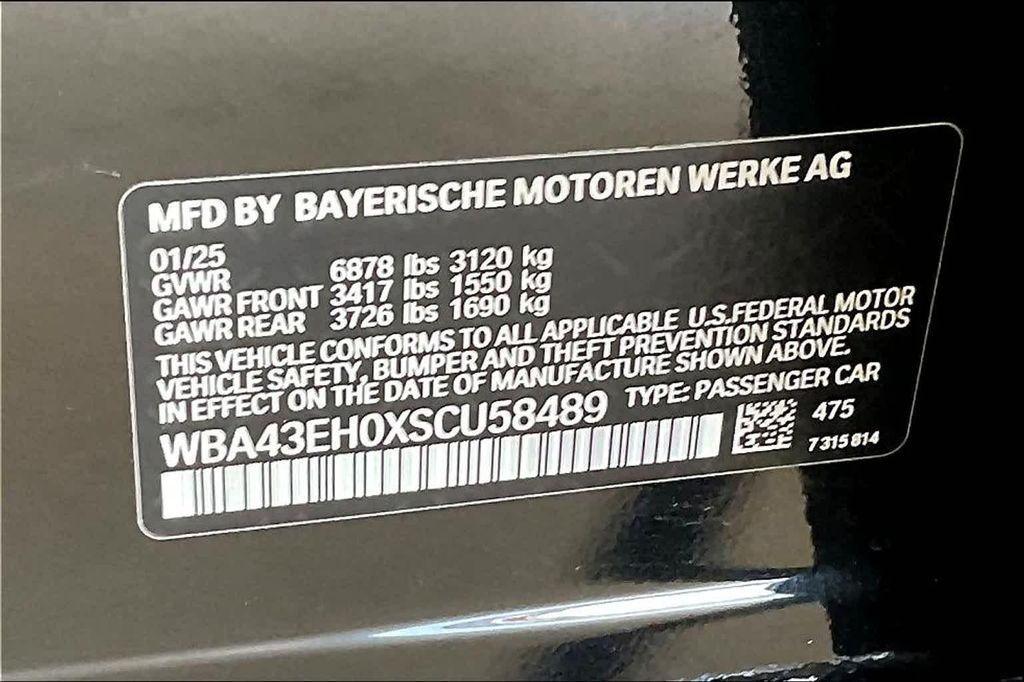 MFD BY BAYERISCHE MOTOREN WERKE AG
01/25
GVWR 6878 lbs 3120 kg
GAWR FRONT 3417 lbs 1550 kg
GAWR REAR 3726 lbs 1690 kg
THIS VEHICLE CONFORMS TO ALL APPLICABLE U.S.FEDERAL MOTOR
VEHICLE SAFETY, BUMPER AND THEFT PREVENTION STANDARDS
IN EFFECT ON THE DATE OF MANUFACTURE SHOWN ABOVE.
WBA43EH0XSCU58489 TYPE: PASSENGER CAR
475
7315814